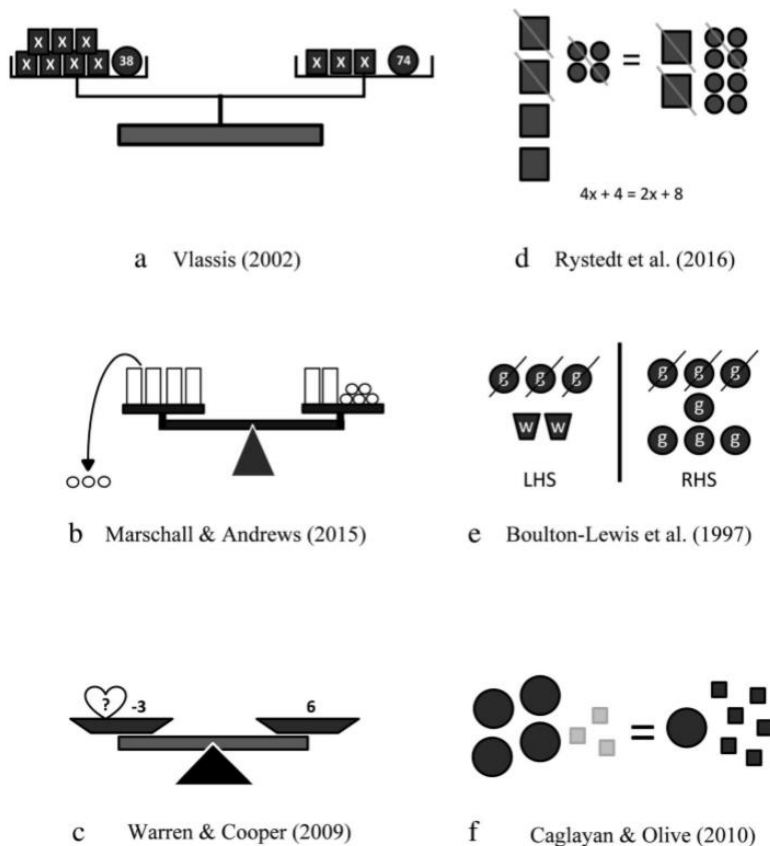 X X X
X X X X 38
X X X 74
4x + 4 = 2x + 8
a Vlassis (2002)
d Rystedt et al. (2016)
b Marschall & Andrews (2015)
g g g
w w
LHS
g g g
g
g g g
RHS
e Boulton-Lewis et al. (1997)
? -3
6
c Warren & Cooper (2009)
=
f Caglayan & Olive (2010)